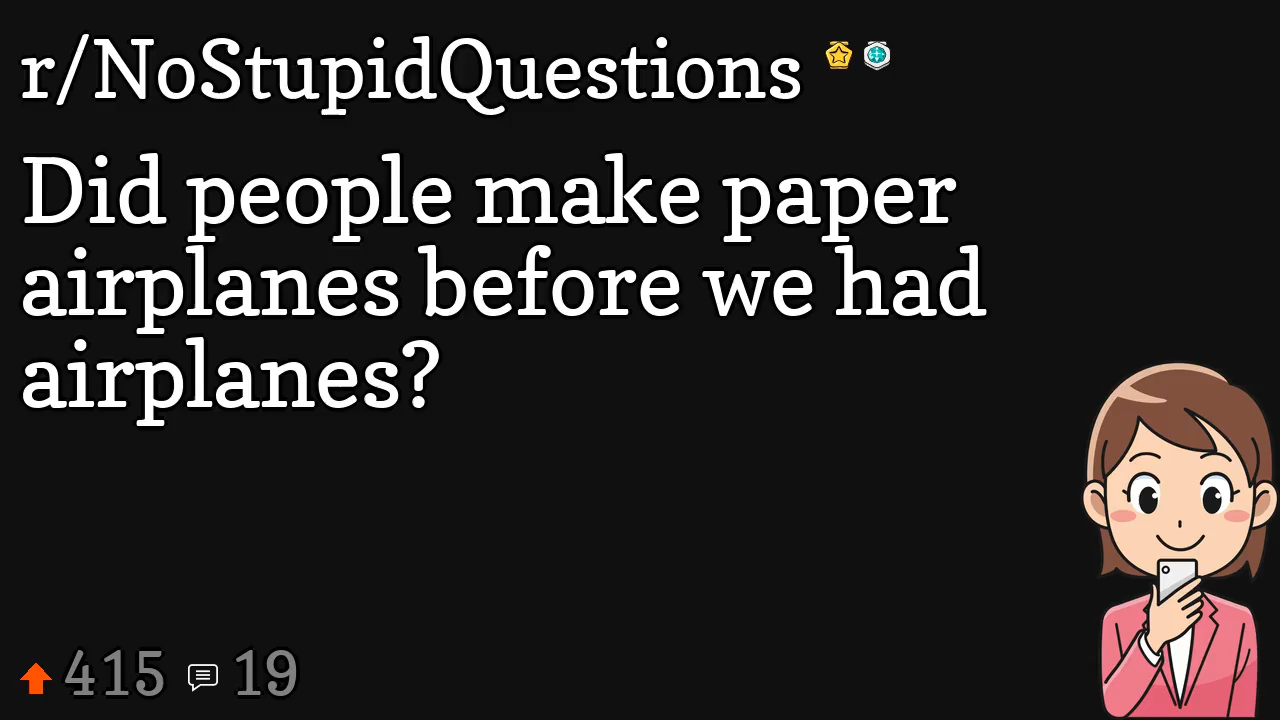 r/NoStupidQuestions
Did people make paper
airplanes before we had
airplanes?
415 19